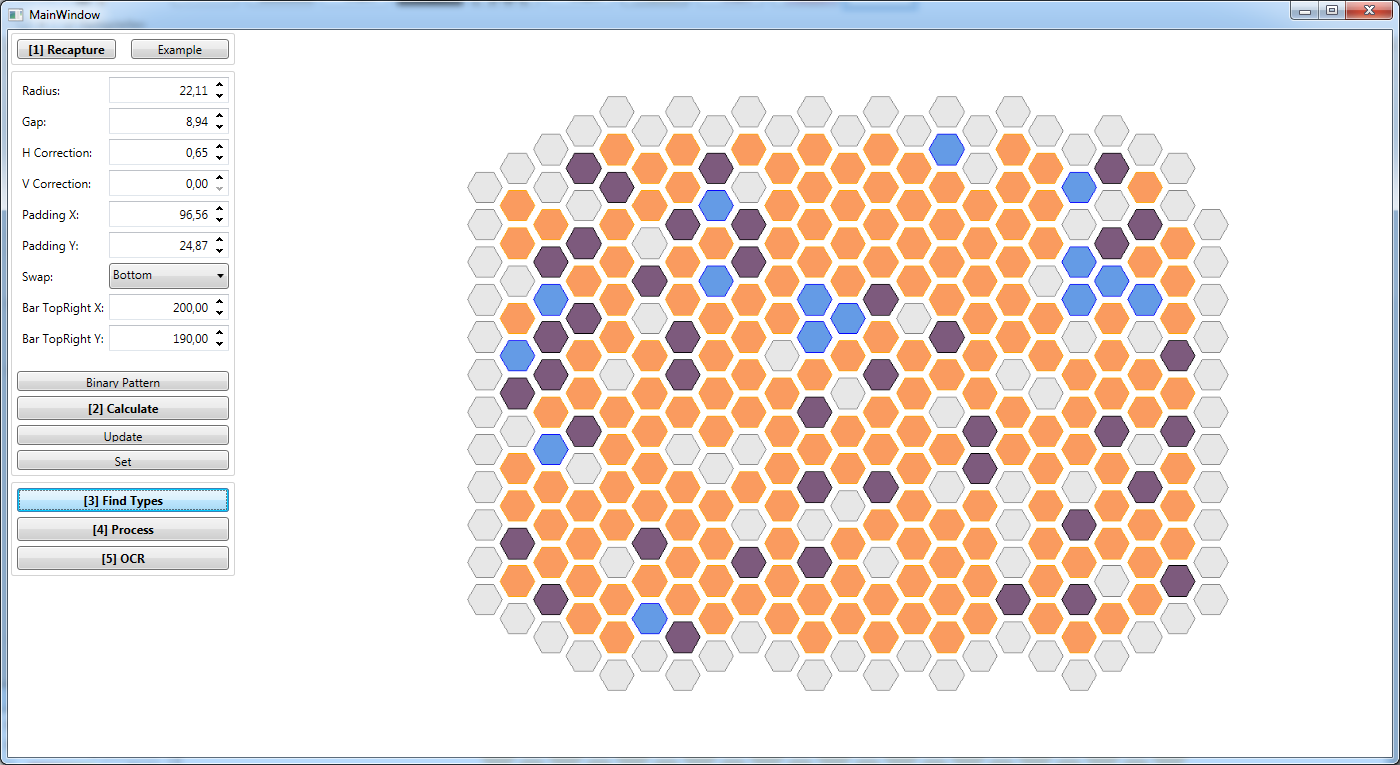 MainWindow
[1] Recapture Example
Radius: 22,11
Gap: 8,94
H Correction: 0,65
V Correction: 0,00
Padding X: 96,56
Padding Y: 24,87
Swap: Bottom
Bar TopRight X: 200,00
Bar TopRight Y: 190,00
Binary Pattern
[2] Calculate
Update
Set
[3] Find Types
[4] Process
[5] OCR